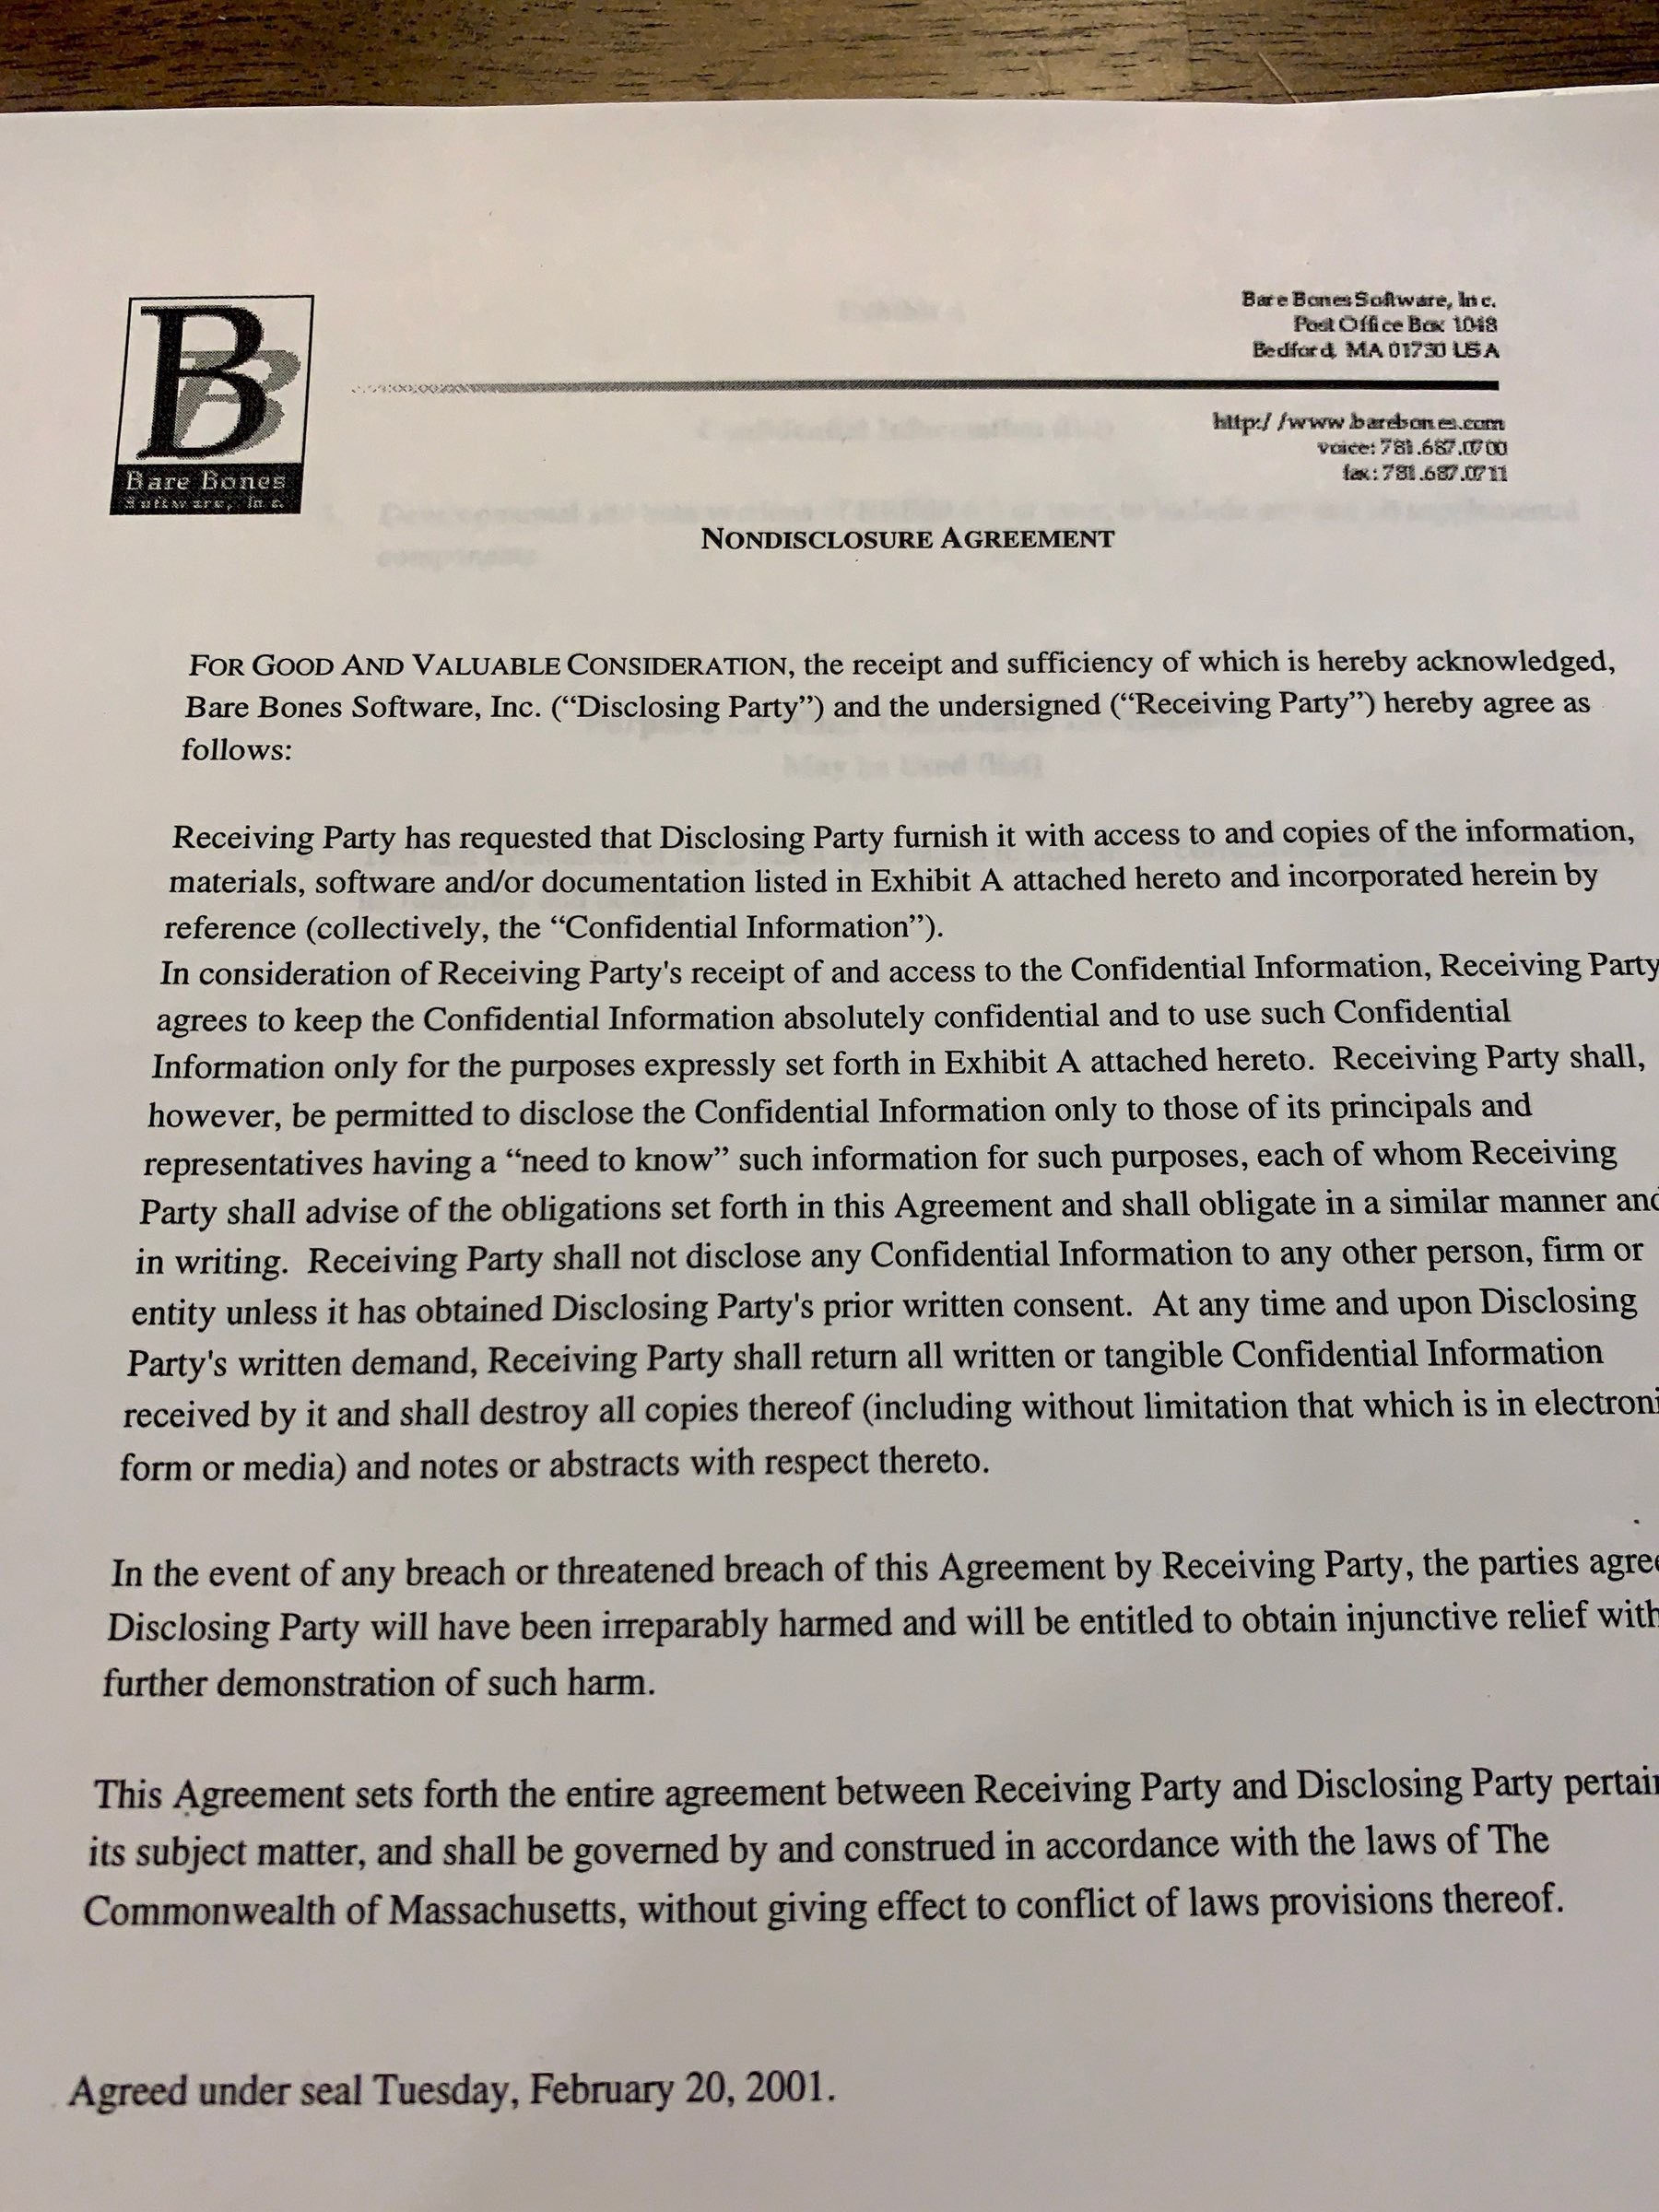 Bare Bones Software, Inc.
Post Office Box 1048
Bedford, MA 01730 USA
http://www.barebones.com
voice: 781.687.0700
fax: 781.687.0711
B
Bare Bones
Software, Inc.
NONDISCLOSURE AGREEMENT
FOR GOOD AND VALUABLE CONSIDERATION, the receipt and sufficiency of which is hereby acknowledged,
Bare Bones Software, Inc. (“Disclosing Party”) and the undersigned (“Receiving Party”) hereby agree as
follows:
Receiving Party has requested that Disclosing Party furnish it with access to and copies of the information,
materials, software and/or documentation listed in Exhibit A attached hereto and incorporated herein by
reference (collectively, the “Confidential Information”).
In consideration of Receiving Party's receipt of and access to the Confidential Information, Receiving Party
agrees to keep the Confidential Information absolutely confidential and to use such Confidential
Information only for the purposes expressly set forth in Exhibit A attached hereto. Receiving Party shall,
however, be permitted to disclose the Confidential Information only to those of its principals and
representatives having a “need to know” such information for such purposes, each of whom Receiving
Party shall advise of the obligations set forth in this Agreement and shall obligate in a similar manner and
in writing. Receiving Party shall not disclose any Confidential Information to any other person, firm or
entity unless it has obtained Disclosing Party's prior written consent. At any time and upon Disclosing
Party's written demand, Receiving Party shall return all written or tangible Confidential Information
received by it and shall destroy all copies thereof (including without limitation that which is in electroni
form or media) and notes or abstracts with respect thereto.
In the event of any breach or threatened breach of this Agreement by Receiving Party, the parties agree
Disclosing Party will have been irreparably harmed and will be entitled to obtain injunctive relief with
further demonstration of such harm.
This Agreement sets forth the entire agreement between Receiving Party and Disclosing Party pertain
its subject matter, and shall be governed by and construed in accordance with the laws of The
Commonwealth of Massachusetts, without giving effect to conflict of laws provisions thereof.
Agreed under seal Tuesday, February 20, 2001.